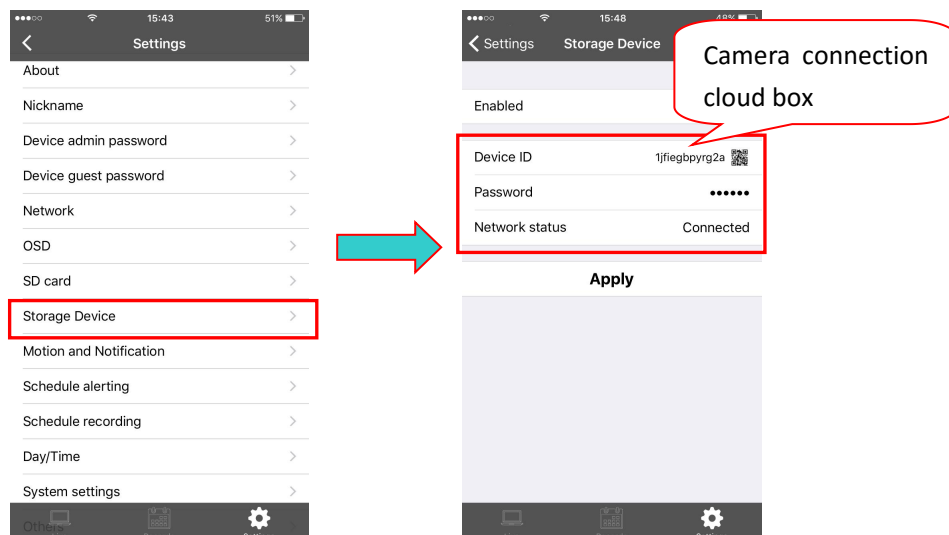 15:43
51%
Settings
About
Nickname
Device admin password
Device guest password
Network
OSD
SD card
Storage Device
Motion and Notification
Schedule alerting
Schedule recording
Day/Time
System settings
Others
15:48
48%
Settings Storage Device
Camera connection
cloud box
Enabled
Device ID 1jfiegbpyrg2a
Password ••••••
Network status Connected
Apply